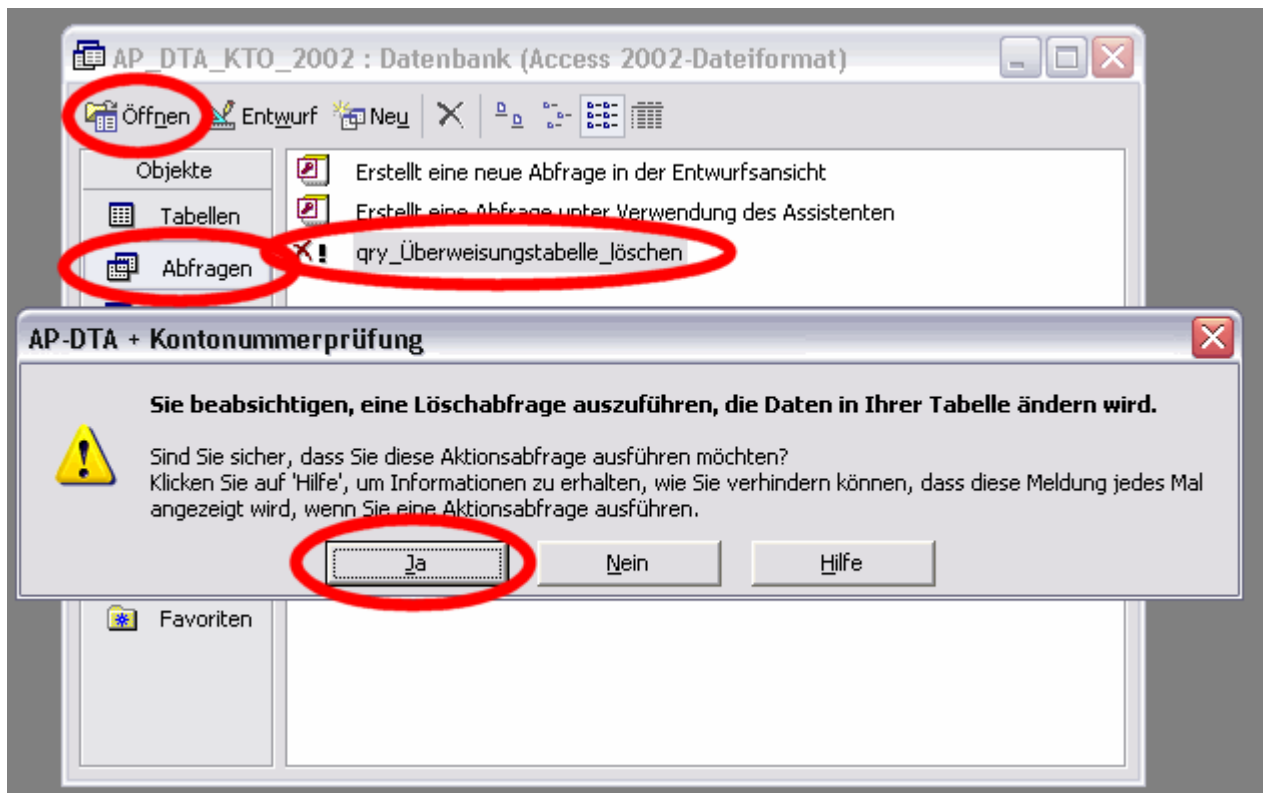 AP_DTA_KTO_2002 : Datenbank (Access 2002-Dateiformat)
Öffnen Entwurf Neu
Objekte
Erstellt eine neue Abfrage in der Entwurfsansicht
Tabellen
Erstellt eine Abfrage unter Verwendung des Assistenten
Abfragen
qry_Überweisungstabelle_löschen
AP-DTA + Kontonummerprüfung
Sie beabsichtigen, eine Löschabfrage auszuführen, die Daten in Ihrer Tabelle ändern wird.
Sind Sie sicher, dass Sie diese Aktionsabfrage ausführen möchten?
Klicken Sie auf 'Hilfe', um Informationen zu erhalten, wie Sie verhindern können, dass diese Meldung jedes Mal
angezeigt wird, wenn Sie eine Aktionsabfrage ausführen.
Ja Nein Hilfe
Favoriten